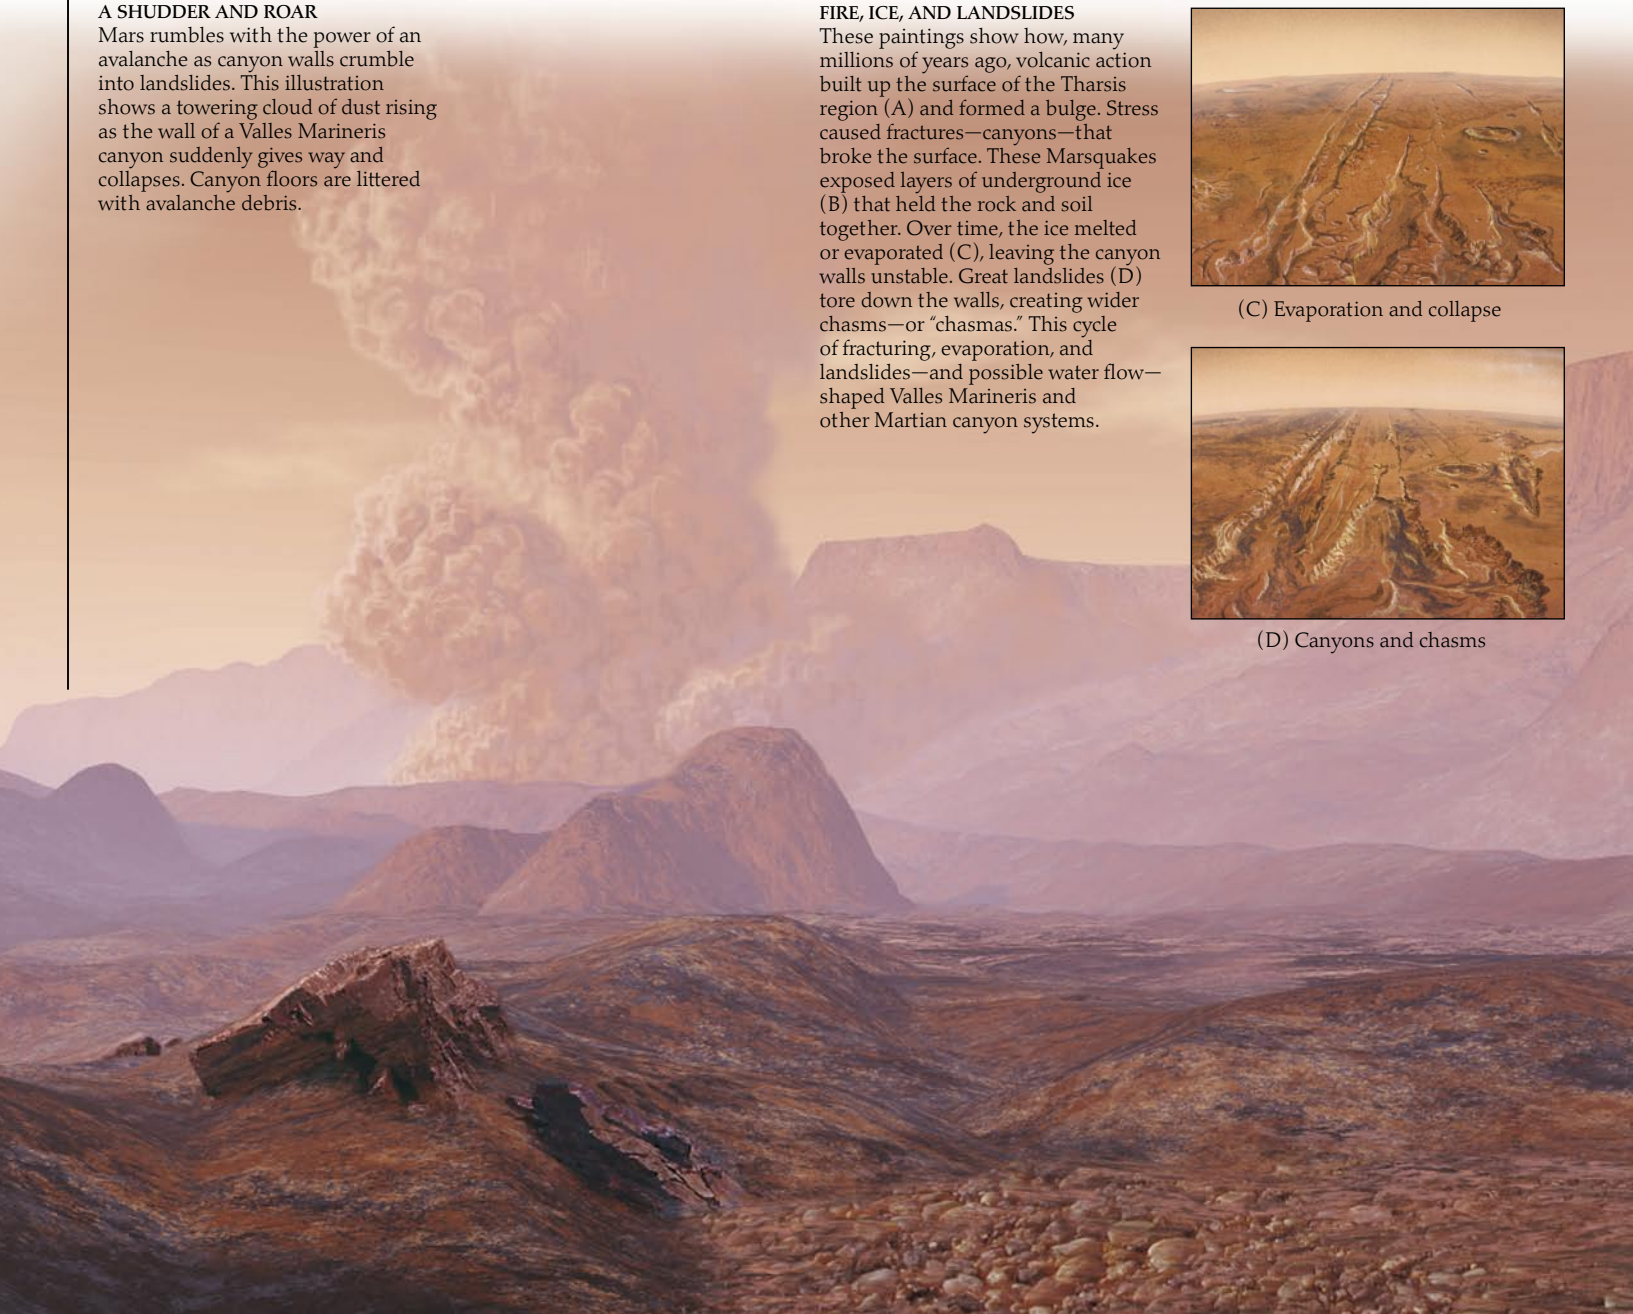 A SHUDDER AND ROAR
Mars rumbles with the power of an
avalanche as canyon walls crumble
into landslides. This illustration
shows a towering cloud of dust rising
as the wall of a Valles Marineris
canyon suddenly gives way and
collapses. Canyon floors are littered
with avalanche debris.
FIRE, ICE, AND LANDSLIDES
These paintings show how, many
millions of years ago, volcanic action
built up the surface of the Tharsis
region (A) and formed a bulge. Stress
caused fractures—canyons—that
broke the surface. These Marsquakes
exposed layers of underground ice
(B) that held the rock and soil
together. Over time, the ice melted
or evaporated (C), leaving the canyon
walls unstable. Great landslides (D)
tore down the walls, creating wider
chasms—or “chasmas.” This cycle
of fracturing, evaporation, and
landslides—and possible water flow—
shaped Valles Marineris and
other Martian canyon systems.
(C) Evaporation and collapse
(D) Canyons and chasms